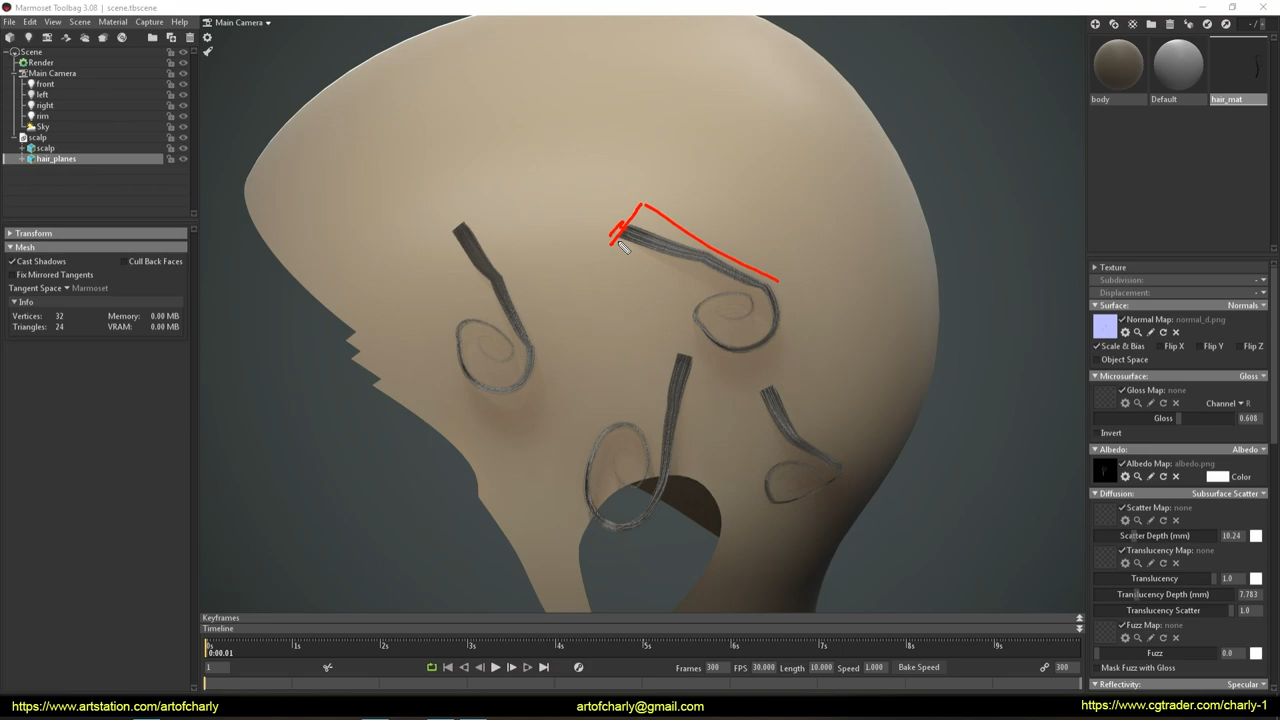 Marmoset Toolbag 3.08 | scene.tbscene
File Edit View Scene Material Capture Help
Main Camera
Scene
Render
Main Camera
front
left
right
rim
Sky
scalp
scalp
hair_planes
Transform
Mesh
Cast Shadows Cull Back Faces
Fix Mirrored Tangents
Tangent Space Marmoset
Info
Vertices: 32 Memory: 0.00 MB
Triangles: 24 VRAM: 0.00 MB
body Default hair_mat
Texture
Subdivision: -
Displacement: -
Surface: Normals
Normal Map: normal_d.png
Scale & Bias Flip X Flip Y Flip Z
Object Space
Microsurface: Gloss
Gloss Map: none
Channel R
Gloss 0.608
Invert
Albedo: Albedo
Albedo Map: albedo.png
Color
Diffusion: Subsurface Scatter
Scatter Map: none
Scatter Depth (mm) 10.24
Translucency Map: none
Translucency 1.0
Translucency Depth (mm) 7.783
Translucency Scatter 1.0
Fuzz Map: none
Fuzz 0.0
Mask Fuzz with Gloss
Reflectivity: Specular
Keyframes
Timeline
0s 1s 2s 3s 4s 5s 6s 7s 8s 9s
0:00.01
1 Frames 300 FPS 30.000 Length 10.000 Speed 1.000 Bake Speed 300
https://www.artstation.com/artofcharly artofcharly@gmail.com https://www.cgtrader.com/charly-1